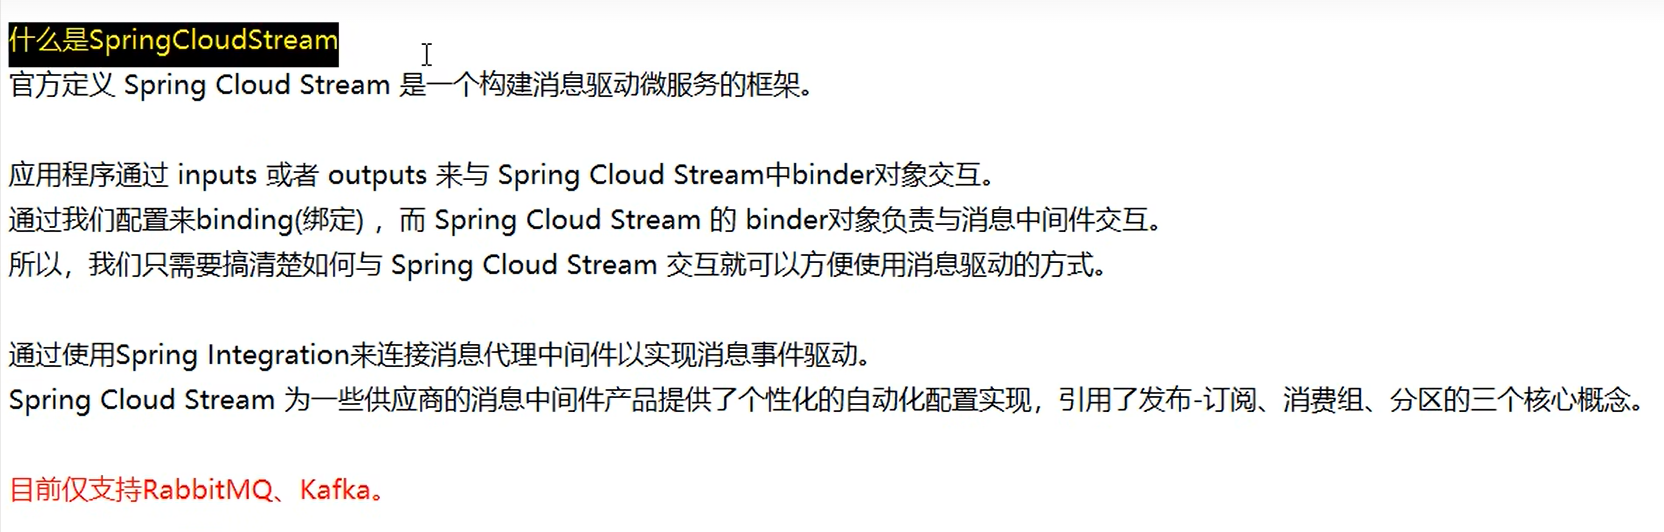 什么是SpringCloudStream
官方定义 Spring Cloud Stream 是一个构建消息驱动微服务的框架。
应用程序通过 inputs 或者 outputs 来与 Spring Cloud Stream中binder对象交互。
通过我们配置来binding(绑定) ，而 Spring Cloud Stream 的 binder对象负责与消息中间件交互。
所以，我们只需要搞清楚如何与 Spring Cloud Stream 交互就可以方便使用消息驱动的方式。
通过使用Spring Integration来连接消息代理中间件以实现消息事件驱动。
Spring Cloud Stream 为一些供应商的消息中间件产品提供了个性化的自动化配置实现，引用了发布-订阅、消费组、分区的三个核心概念。
目前仅支持RabbitMQ、Kafka。